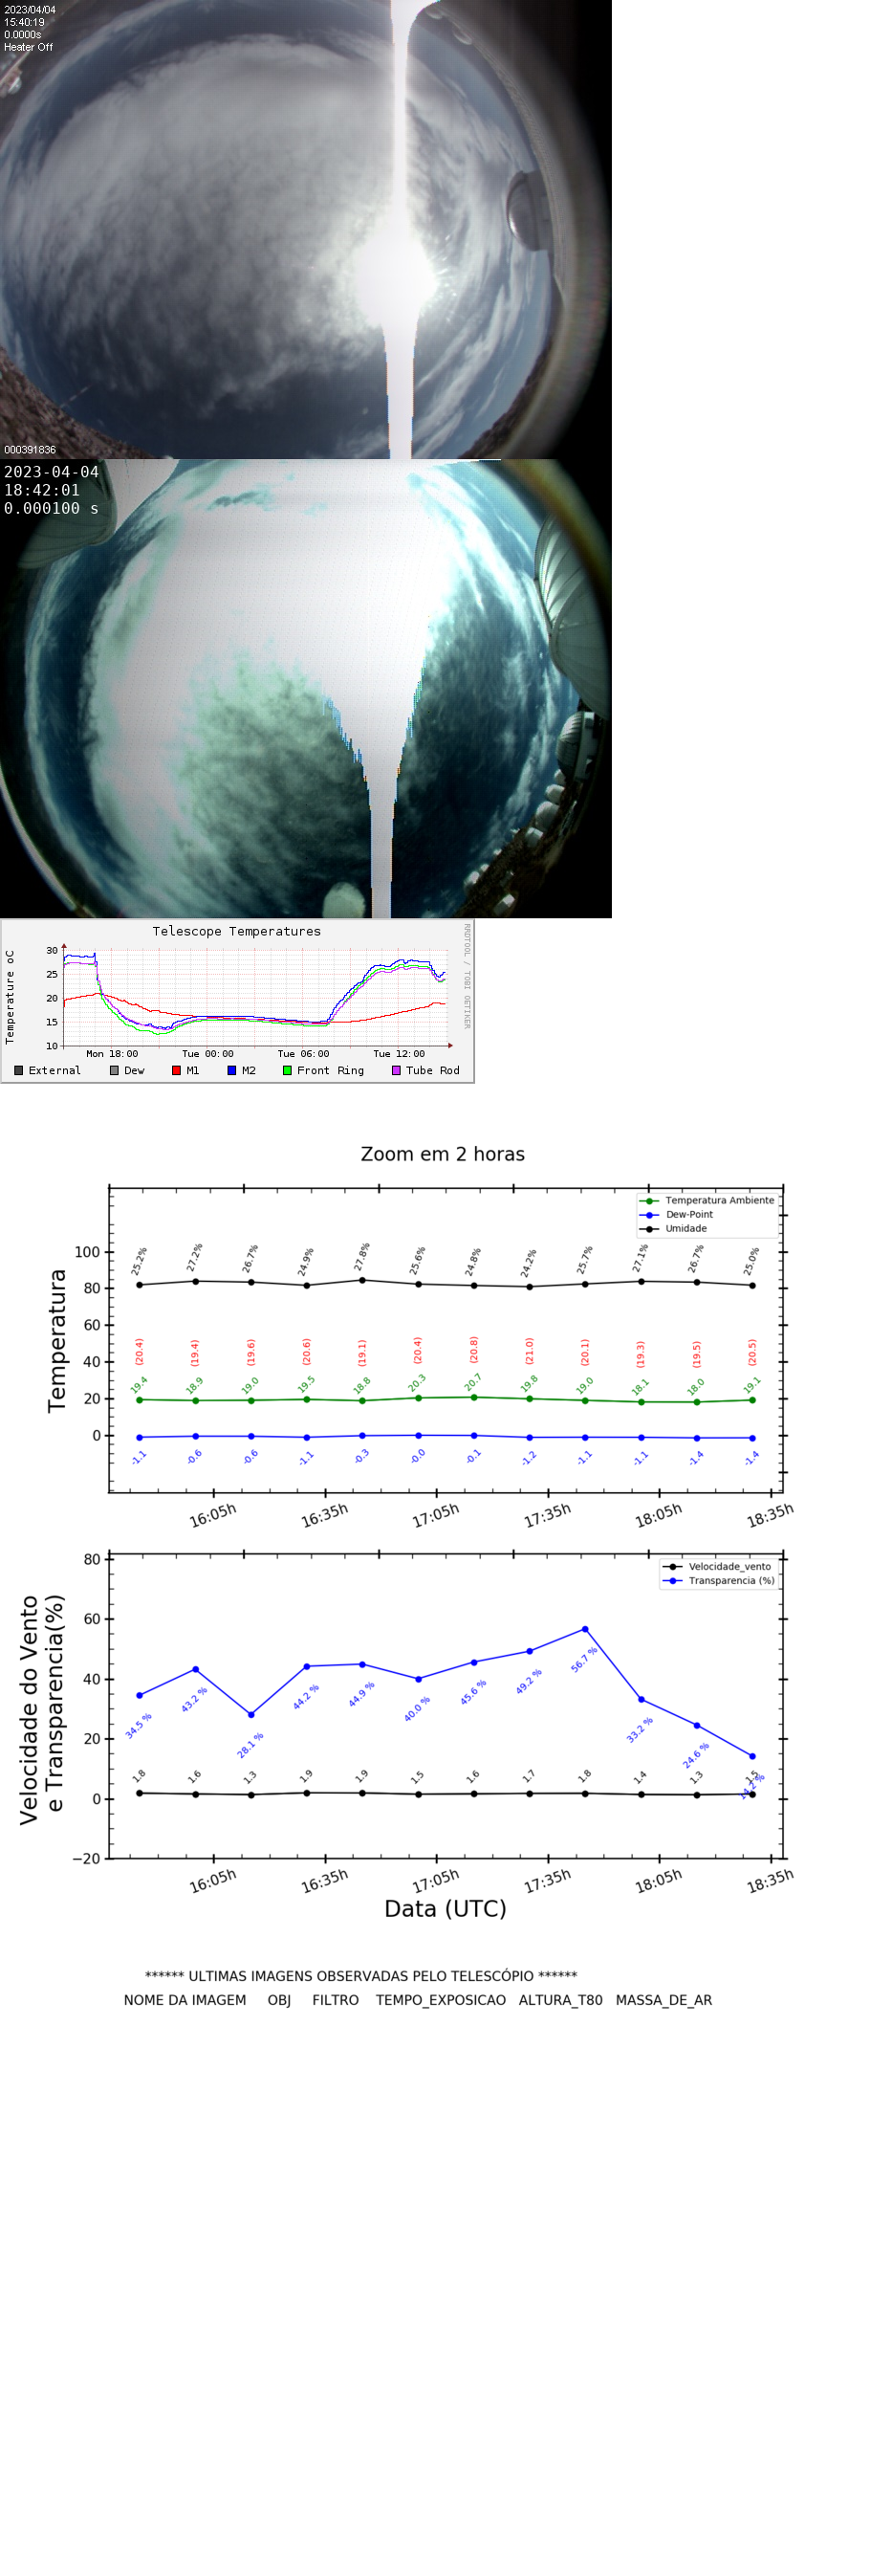 2023/04/04
15:40:19
0.0000s
Heater Off
000391836
2023-04-04
18:42:01
0.000100 s
Telescope Temperatures
RRDTOOL / TOBI OETIKER
Temperature oC
30
25
20
15
10
Mon 18:00 Tue 00:00 Tue 06:00 Tue 12:00
External Dew M1 M2 Front Ring Tube Rod
Zoom em 2 horas
Temperatura Ambiente
Dew-Point
Umidade
Temperatura
100
80
60
40
20
0
25.2% 27.2% 26.7% 24.9% 27.8% 25.6% 24.8% 24.2% 25.7% 27.1% 26.7% 25.0%
(20.4) (19.4) (19.6) (20.6) (19.1) (20.4) (20.8) (21.0) (20.1) (19.3) (19.5) (20.5)
19.4 18.9 19.0 19.5 18.8 20.3 20.7 19.8 19.0 18.1 18.0 19.1
-1.1 -0.6 -0.6 -1.1 -0.3 -0.0 -0.1 -1.2 -1.1 -1.1 -1.4 -1.4
16:05h 16:35h 17:05h 17:35h 18:05h 18:35h
Velocidade_vento
Transparencia (%)
Velocidade do Vento
e Transparencia(%)
80
60
40
20
0
−20
34.5 % 43.2 % 28.1 % 44.2 % 44.9 % 40.0 % 45.6 % 49.2 % 56.7 % 33.2 % 24.6 % 14.2 %
1.8 1.6 1.3 1.9 1.9 1.5 1.6 1.7 1.8 1.4 1.3 1.5
16:05h 16:35h 17:05h 17:35h 18:05h 18:35h
Data (UTC)
****** ULTIMAS IMAGENS OBSERVADAS PELO TELESCÓPIO ******
NOME DA IMAGEM OBJ FILTRO TEMPO_EXPOSICAO ALTURA_T80 MASSA_DE_AR